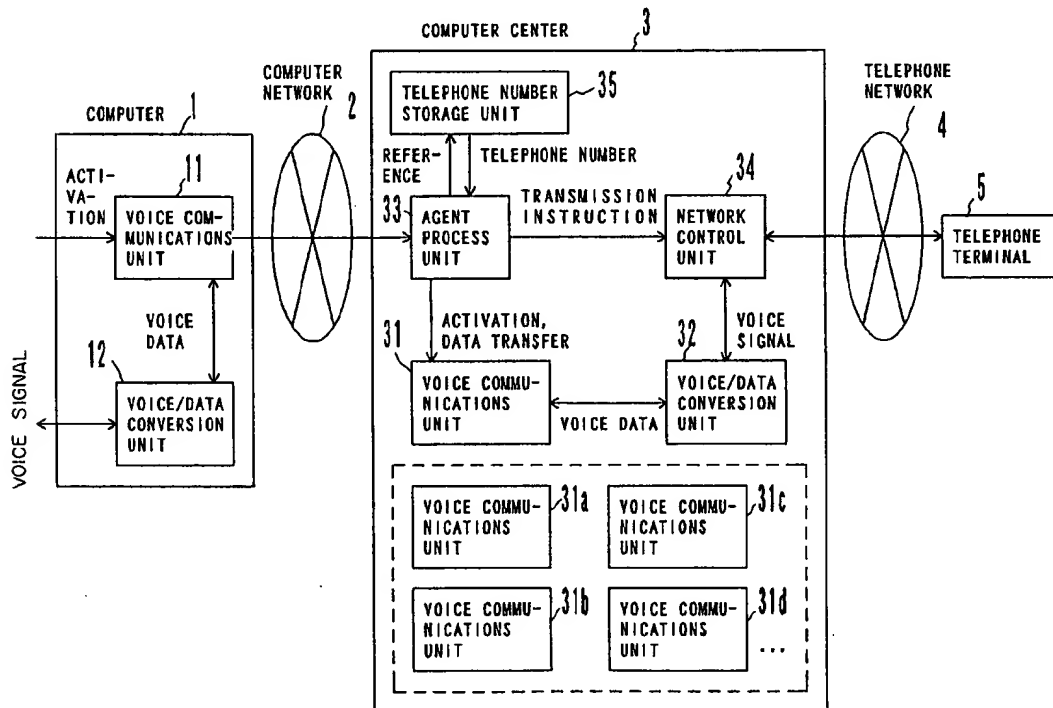 COMPUTER CENTER
3
COMPUTER
NETWORK
2
TELEPHONE
NETWORK
4
COMPUTER
1
TELEPHONE NUMBER
STORAGE UNIT
35
REFER-
ENCE
TELEPHONE NUMBER
ACTI-
VA-
TION
11
VOICE COM-
MUNICATIONS
UNIT
33
AGENT
PROCESS
UNIT
TRANSMISSION
INSTRUCTION
34
NETWORK
CONTROL
UNIT
5
TELEPHONE
TERMINAL
VOICE
DATA
ACTIVATION,
DATA TRANSFER
VOICE
SIGNAL
VOICE SIGNAL
12
VOICE/DATA
CONVERSION
UNIT
31
VOICE COMMU-
NICATIONS
UNIT
VOICE DATA
32
VOICE/DATA
CONVERSION
UNIT
VOICE COMMU-
NICATIONS
UNIT
31a
VOICE COMMU-
NICATIONS
UNIT
31c
VOICE COMMU-
NICATIONS
UNIT
31b
VOICE COMMU-
NICATIONS
UNIT
31d
...